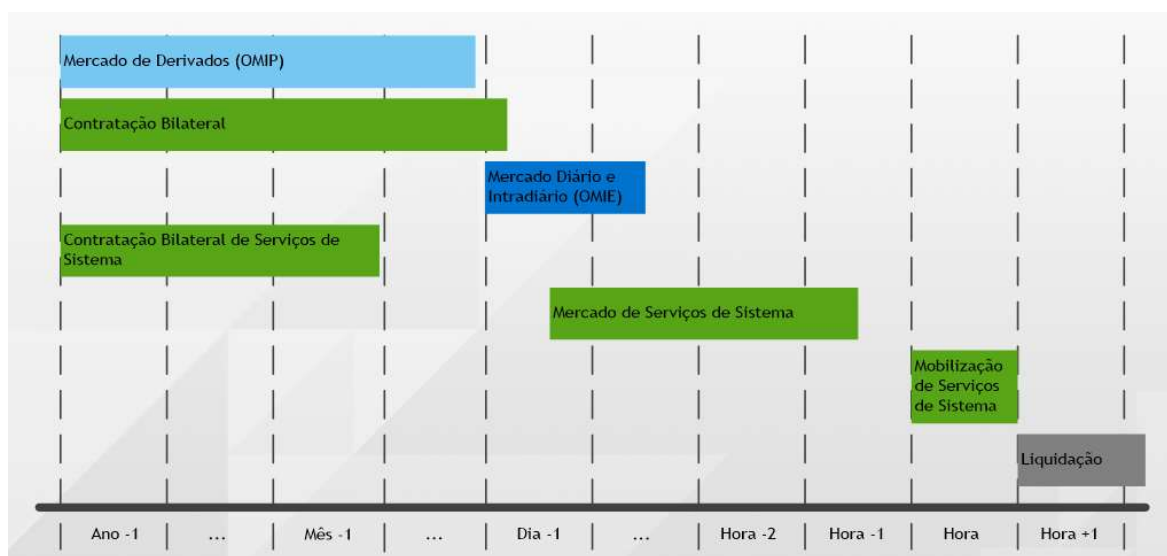 Mercado de Derivados (OMIP)
Contratação Bilateral
Mercado Diário e
Intradiário (OMIE)
Contratação Bilateral de Serviços de
Sistema
Mercado de Serviços de Sistema
Mobilização
de Serviços
de Sistema
Liquidação
Ano -1 ... Mês -1 ... Dia -1 ... Hora -2 Hora -1 Hora Hora +1